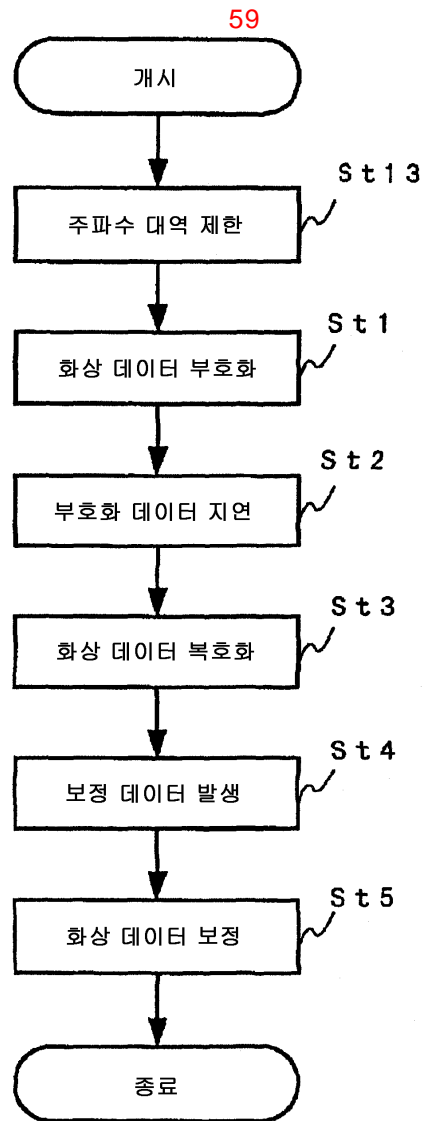 59
개시
St13
주파수 대역 제한
St1
화상 데이터 부호화
St2
부호화 데이터 지연
St3
화상 데이터 복호화
St4
보정 데이터 발생
St5
화상 데이터 보정
종료